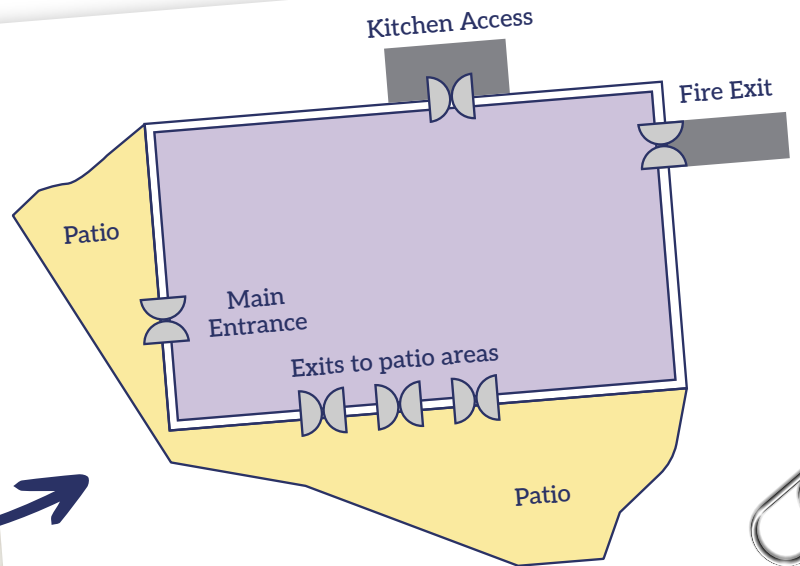 Kitchen Access
Fire Exit
Patio
Main
Entrance
Exits to patio areas
Patio